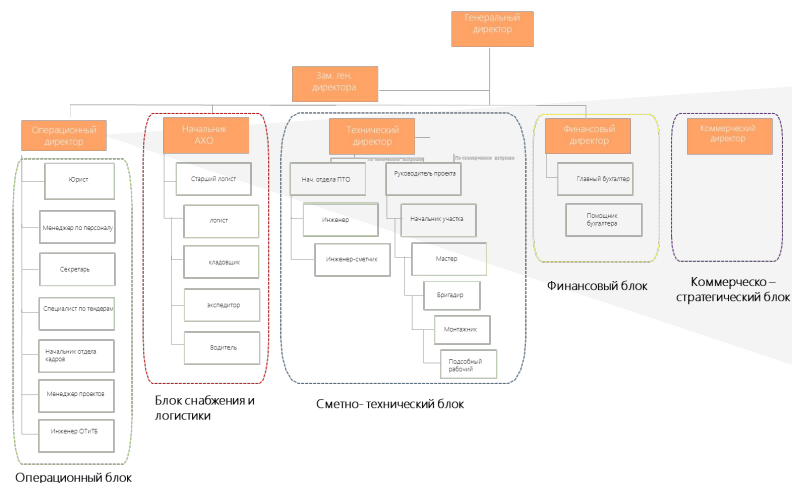 Генеральный
директор
Зам. ген.
директора
Операционный
директор
Юрист
Менеджер по персоналу
Секретарь
Специалист по тендерам
Начальник отдела
кадров
Менеджер проектов
Инженер ОТиТБ
Операционный блок
Начальник
АХО
Старший логист
логист
кладовщик
экспедитор
Водитель
Блок снабжения и
логистики
Технический
директор
Нач. отдела ПТО
Инженер
Инженер-сметчик
Руководитель проекта
Начальник участка
Мастер
Бригадир
Монтажник
Подсобный
рабочий
Сметно- технический блок
Финансовый
директор
Главный бухгалтер
Помощник
бухгалтера
Финансовый блок
Коммерческий
директор
Коммерческо –
стратегический блок